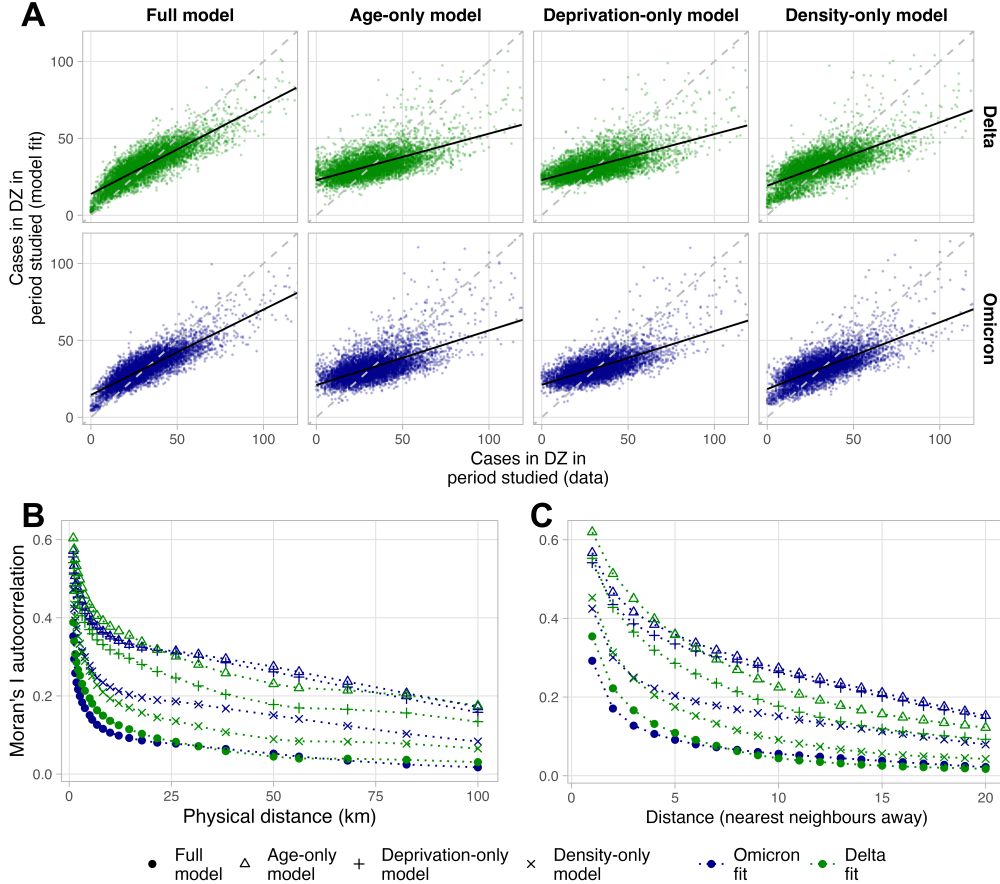 A
Full model
Age-only model
Deprivation-only model
Density-only model
Cases in DZ in
period studied (model fit)
100
50
0
Delta
100
50
0
Omicron
0 50 100
0 50 100
0 50 100
0 50 100
Cases in DZ in
period studied (data)
B
Moran's I autocorrelation
0.6
0.4
0.2
0.0
0 25 50 75 100
Physical distance (km)
C
0.6
0.4
0.2
0.0
0 5 10 15 20
Distance (nearest neighbours away)
Full
model
Age-only
model
Deprivation-only
model
Density-only
model
Omicron
fit
Delta
fit